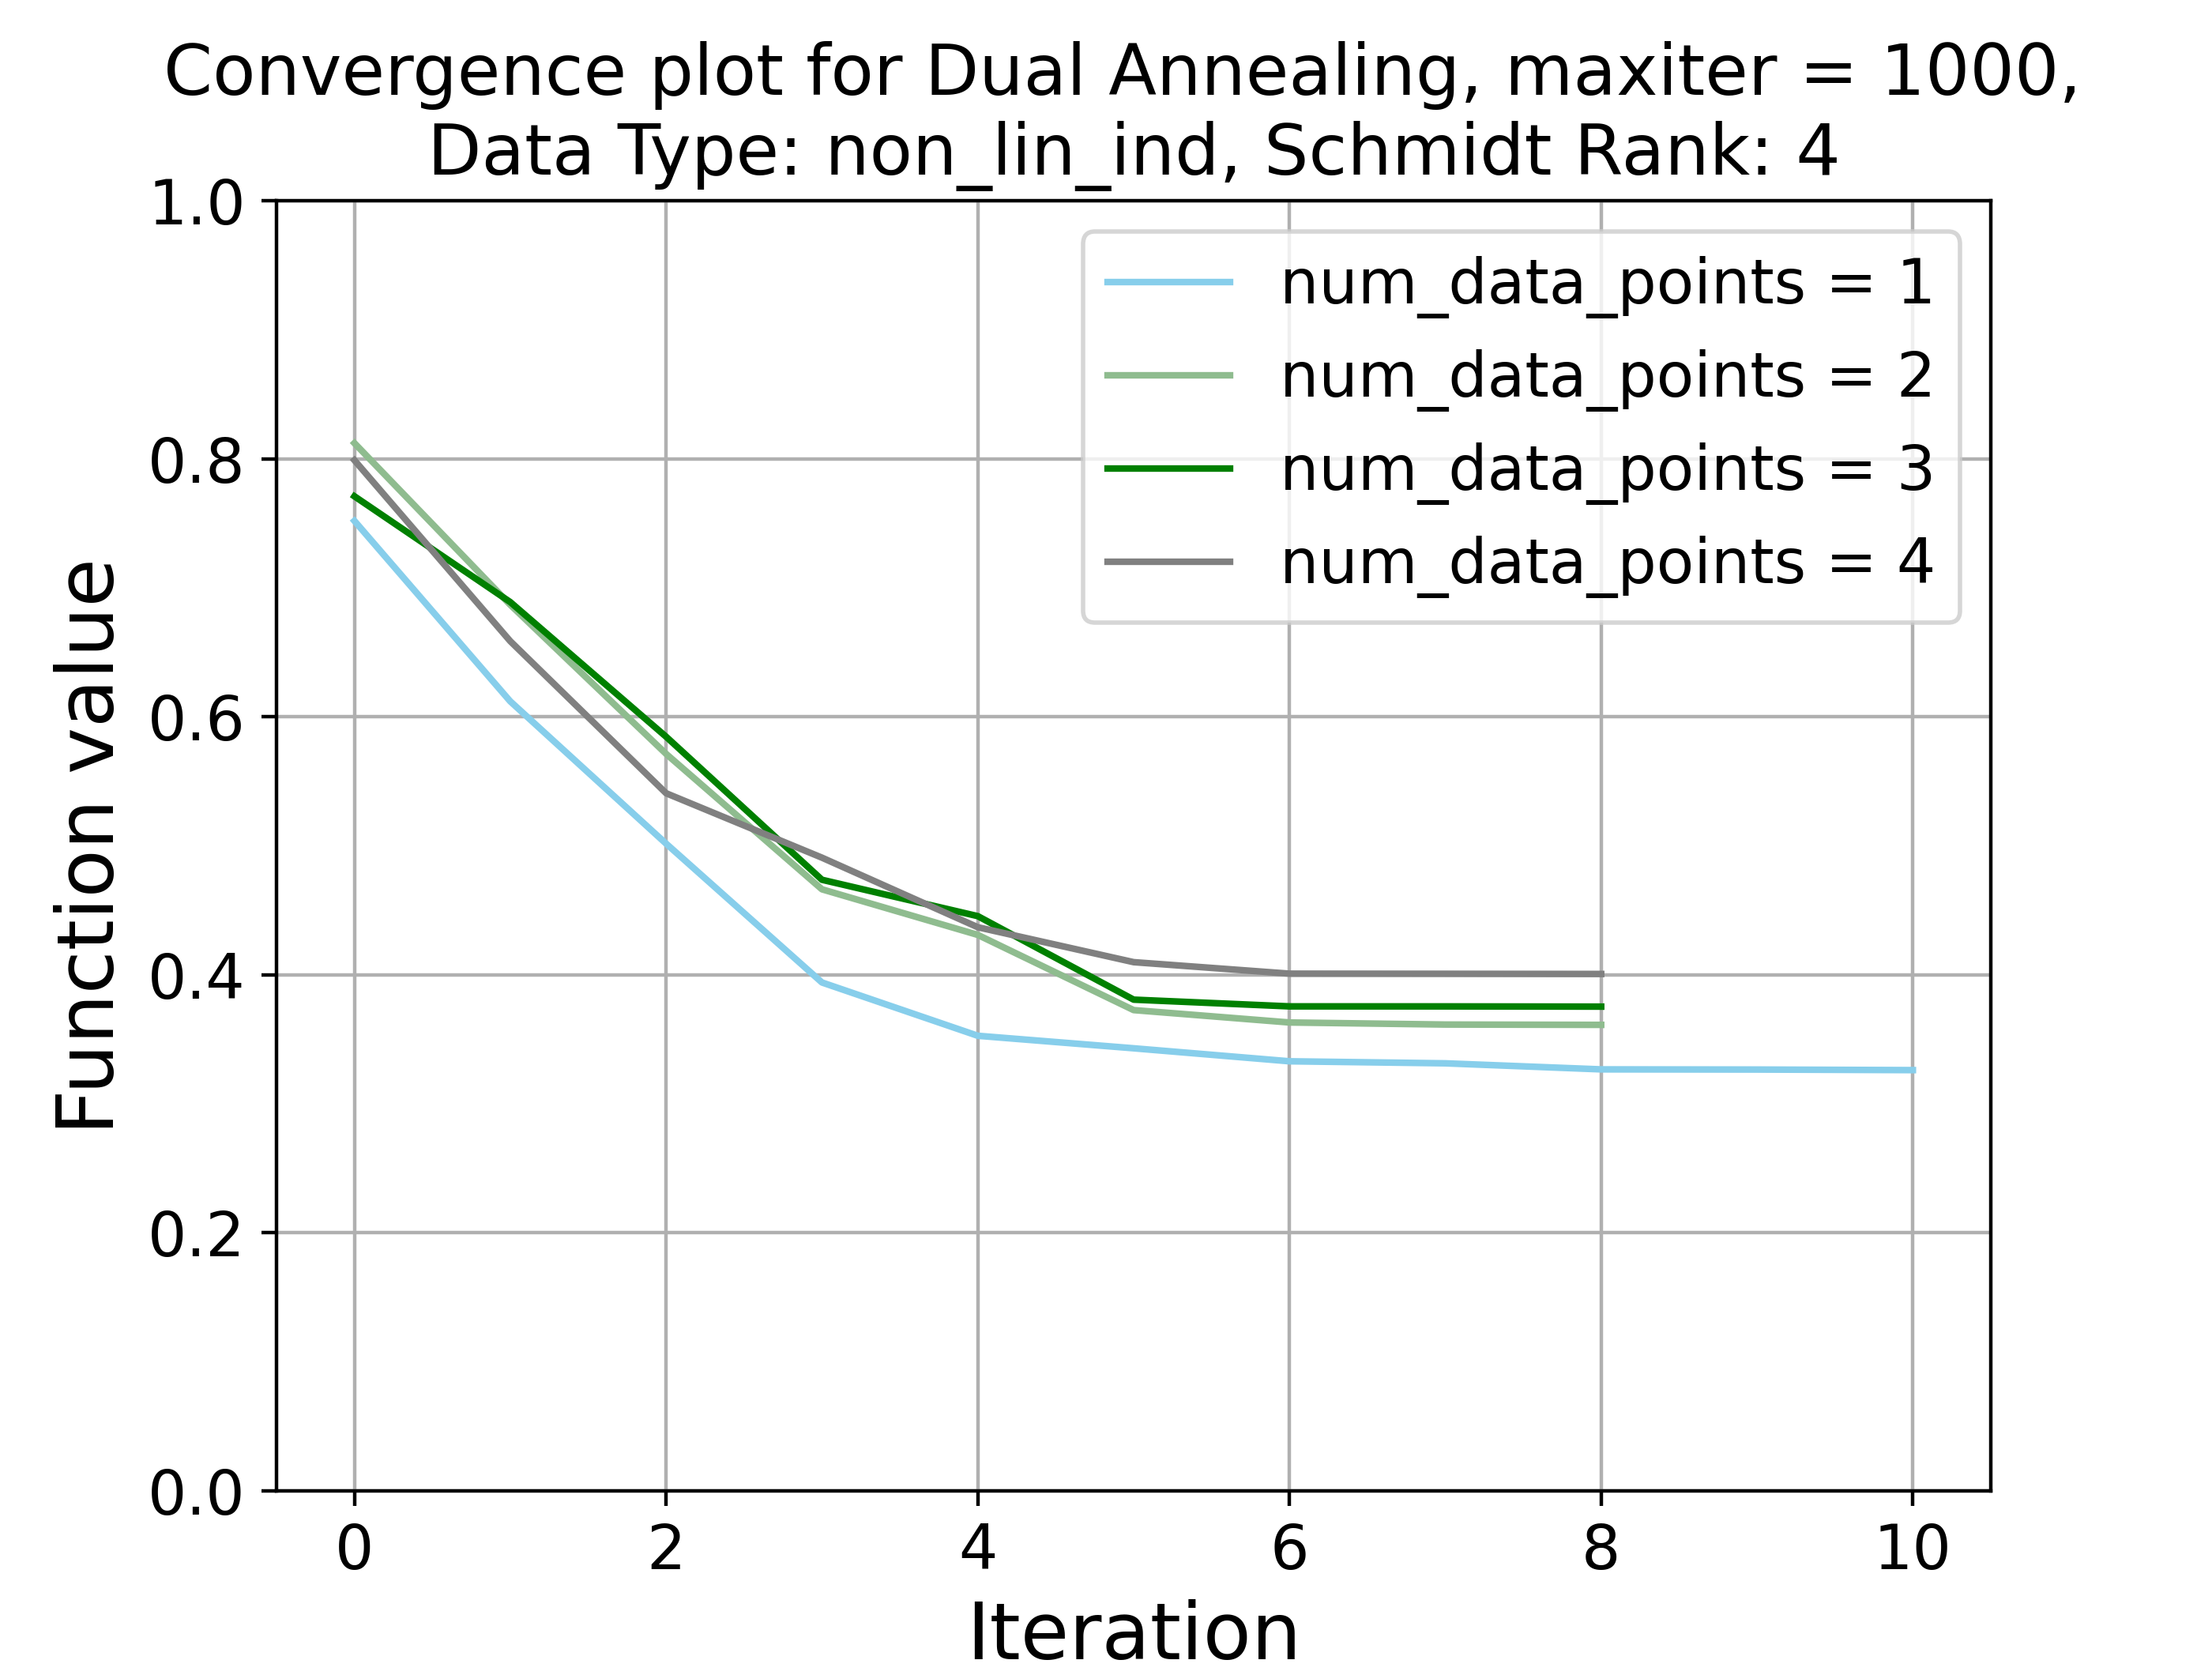 Convergence plot for Dual Annealing, maxiter = 1000,
Data Type: non_lin_ind, Schmidt Rank: 4
1.0
0.8
0.6
0.4
0.2
0.0
Function value
num_data_points = 1
num_data_points = 2
num_data_points = 3
num_data_points = 4
0 2 4 6 8 10
Iteration